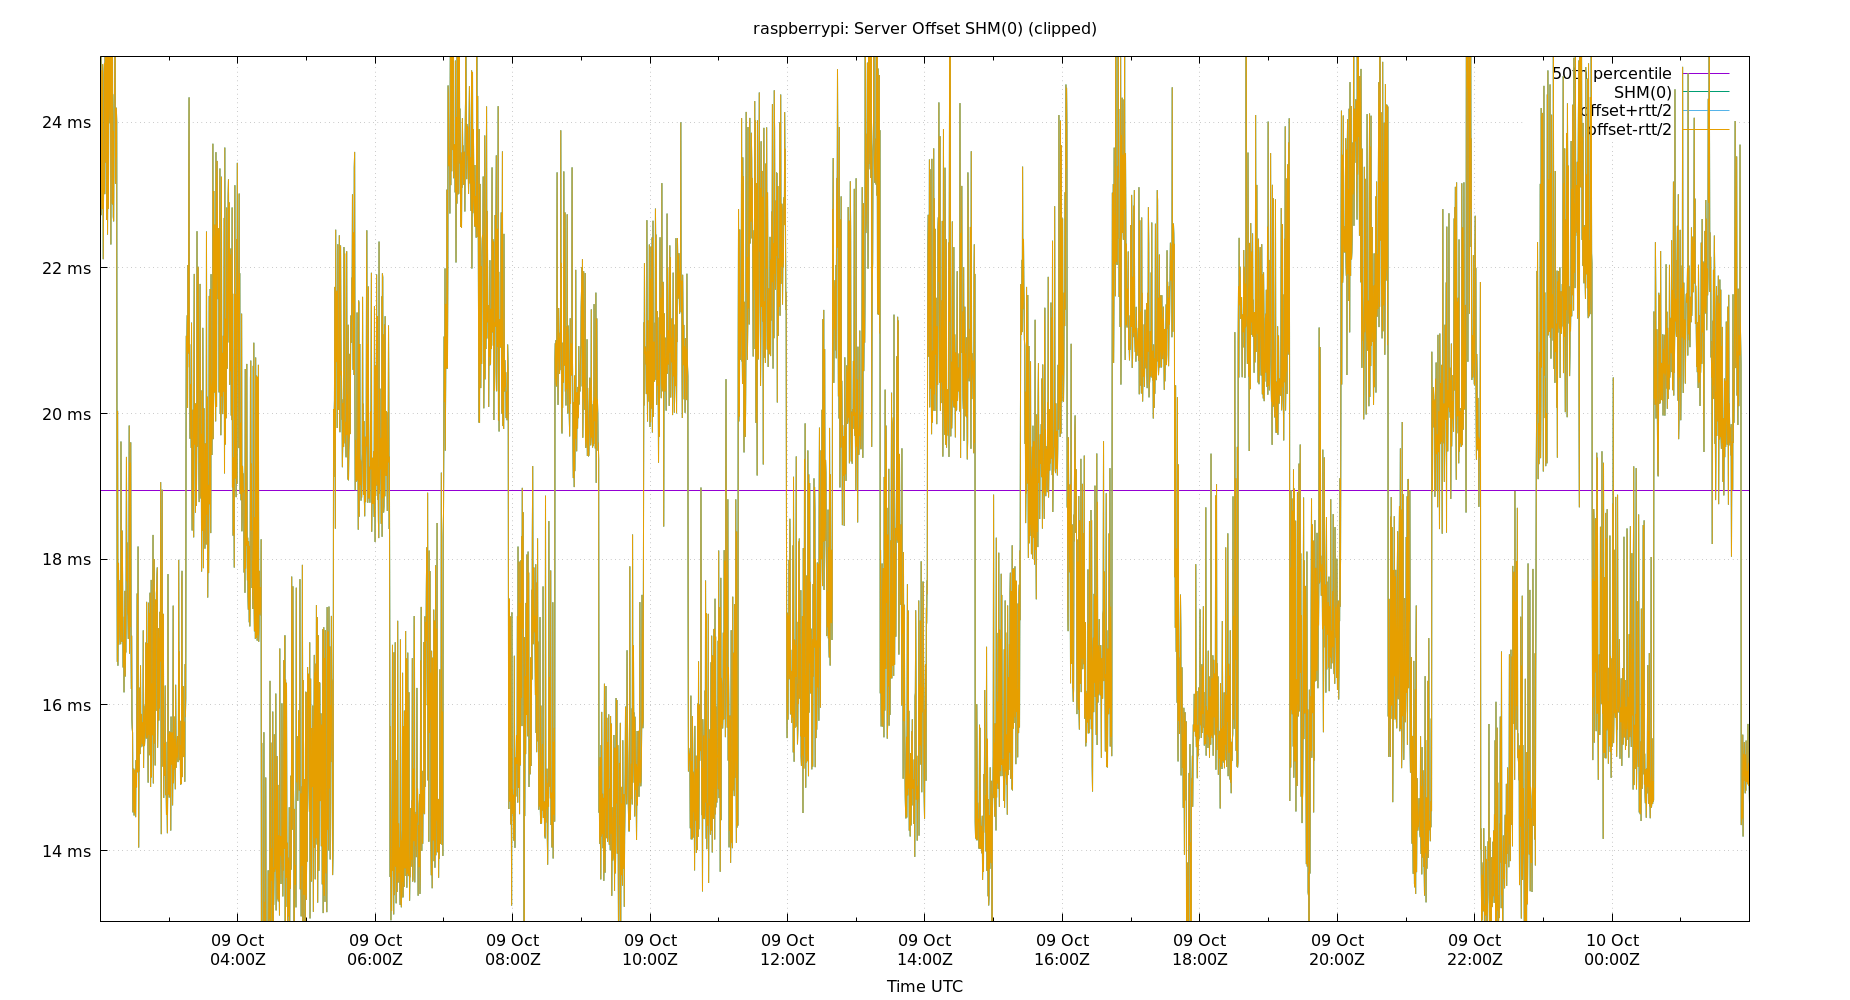 raspberrypi: Server Offset SHM(0) (clipped)
50th percentile
SHM(0)
offset+rtt/2
offset-rtt/2
24 ms
22 ms
20 ms
18 ms
16 ms
14 ms
09 Oct 09 Oct 09 Oct 09 Oct 09 Oct 09 Oct 09 Oct 09 Oct 09 Oct 09 Oct 10 Oct
04:00Z 06:00Z 08:00Z 10:00Z 12:00Z 14:00Z 16:00Z 18:00Z 20:00Z 22:00Z 00:00Z
Time UTC